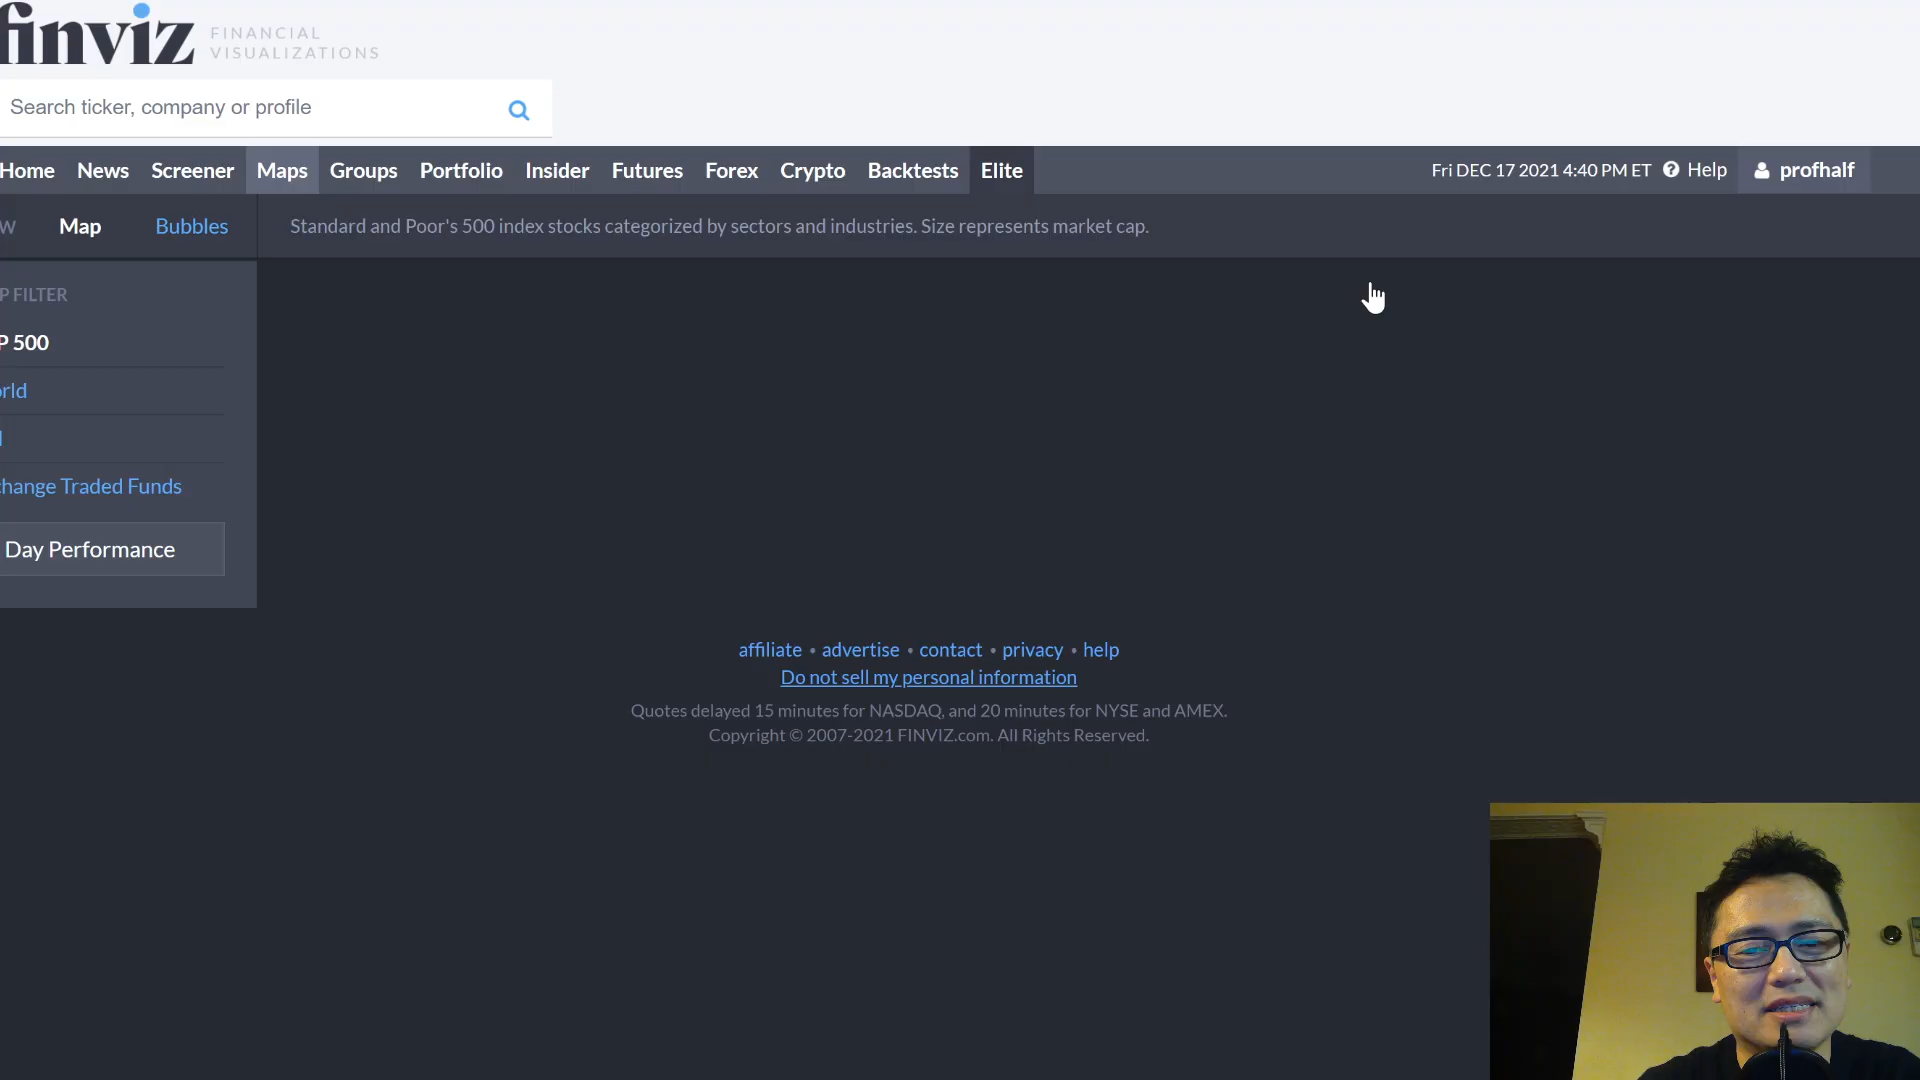 finviz
FINANCIAL
VISUALIZATIONS
Search ticker, company or profile
Home News Screener Maps Groups Portfolio Insider Futures Forex Crypto Backtests Elite Fri DEC 17 2021 4:40 PM ET Help profhalf
W Map Bubbles Standard and Poor's 500 index stocks categorized by sectors and industries. Size represents market cap.
P FILTER
P 500
rld
change Traded Funds
Day Performance
affiliate • advertise • contact • privacy • help
Do not sell my personal information
Quotes delayed 15 minutes for NASDAQ, and 20 minutes for NYSE and AMEX.
Copyright © 2007-2021 FINVIZ.com. All Rights Reserved.